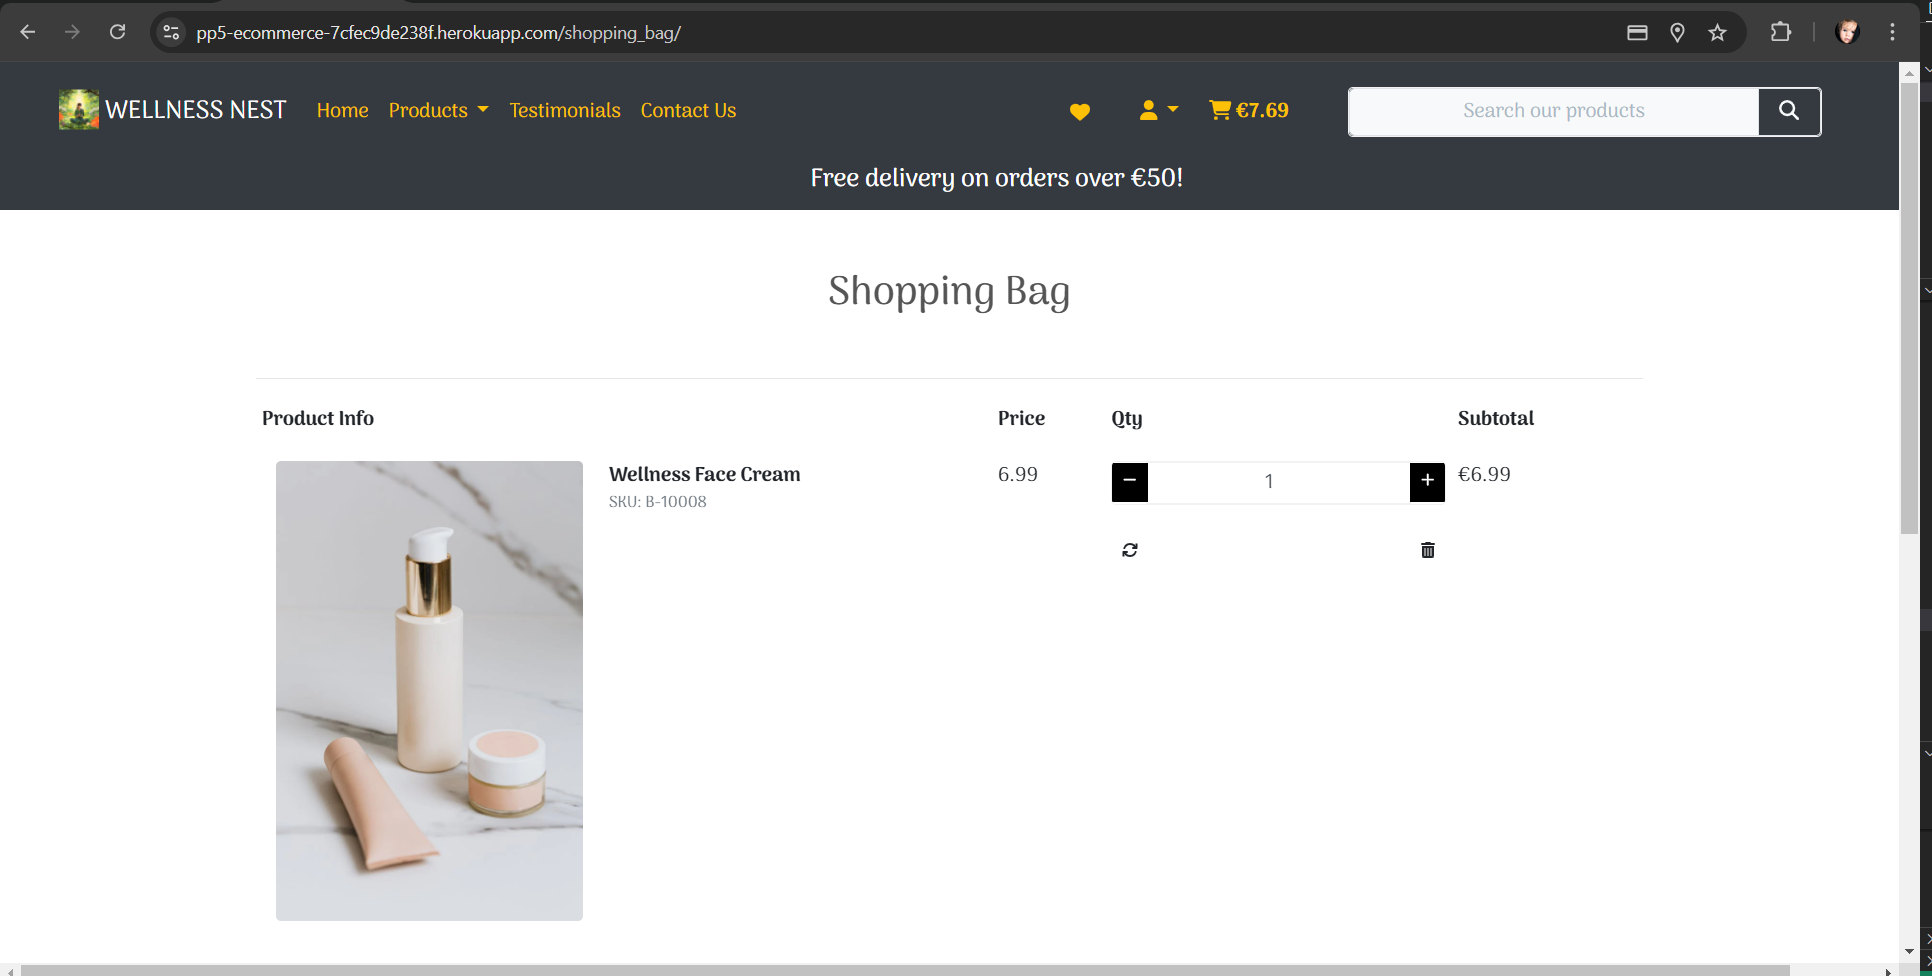 pp5-ecommerce-7cfec9de238f.herokuapp.com/shopping_bag/
WELLNESS NEST Home Products Testimonials Contact Us €7.69 Search our products
Free delivery on orders over €50!
Shopping Bag
Product Info Price Qty Subtotal
Wellness Face Cream 6.99 1 €6.99
SKU: B-10008